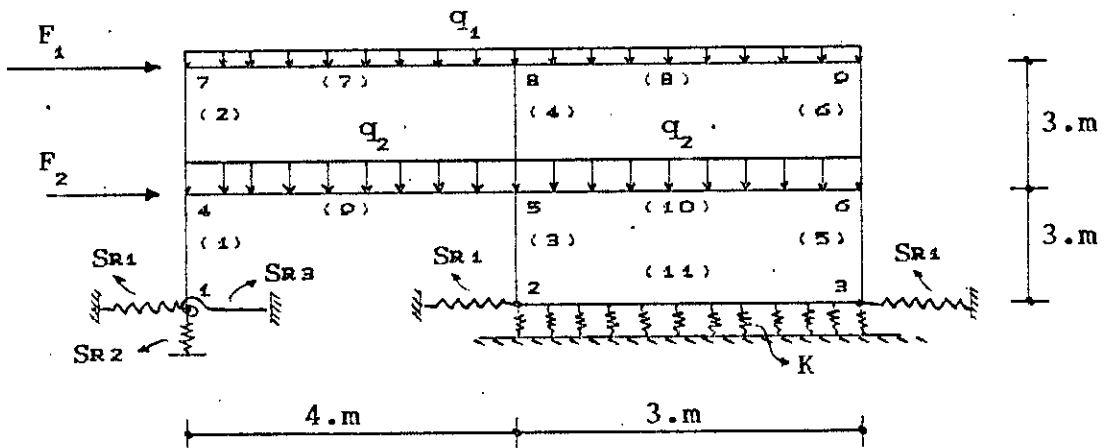 q₁
F₁
7 (7) 8 (8) 9
(2) (4) (6)
3.m
q₂ q₂
F₂
4 (9) 5 (10) 6
(1) (3) (5)
3.m
SR1 SR3 SR1 (11) SR1
1 2 3
SR2 K
4.m 3.m